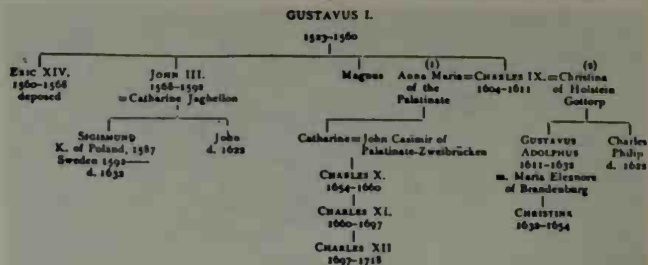 GUSTAVUS I.
1523-1560
ERIC XIV.
1560-1568
deposed
JOHN III.
1568-1592
=Catharine Jaghellon
Magnus
(1)
Anna Maria=CHARLES IX.=Christina
of the
Palatinate
1604-1611
(2)
of Holstein
Gottorp
SIGISMUND
K. of Poland, 1587
Sweden 1592——
d. 1632
John
d. 1622
Catharine=John Casimir of
Palatinate-Zweibrücken
GUSTAVUS
ADOLPHUS
1611-1632
m. Maria Eleanora
of Brandenburg
Charles
Philip
d. 1622
CHARLES X.
1654-1660
CHARLES XI.
1660-1697
CHARLES XII
1697-1718
CHRISTINA
1632-1654